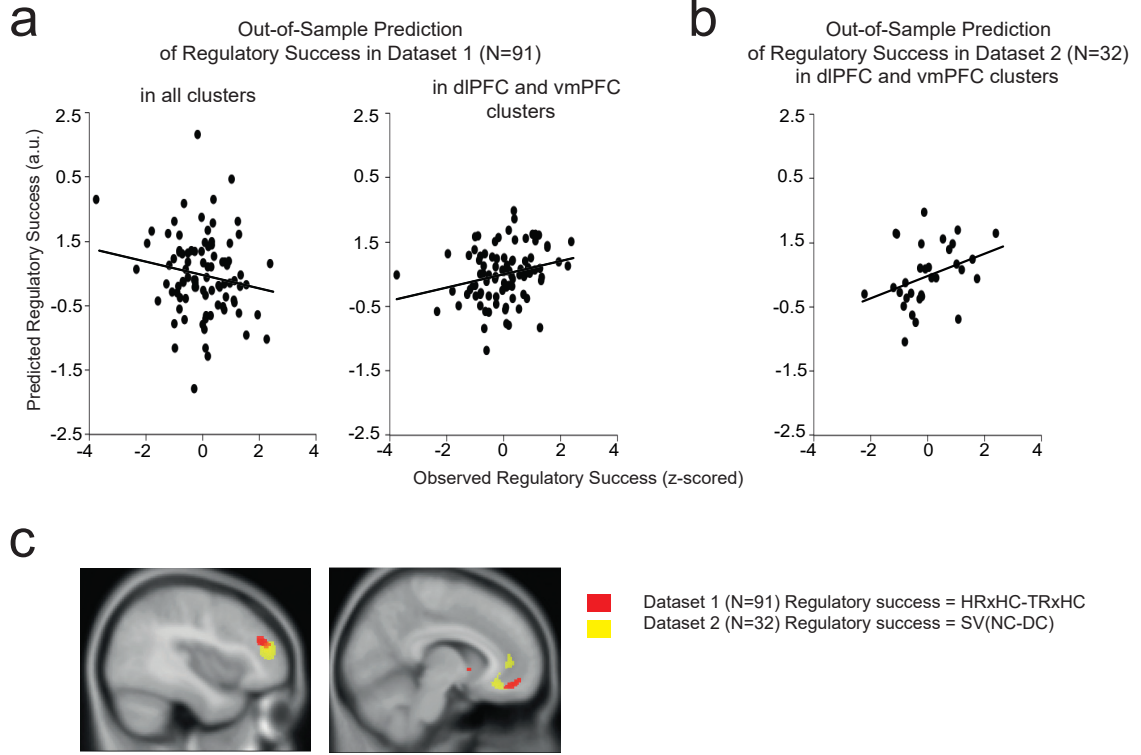 a
Out-of-Sample Prediction
of Regulatory Success in Dataset 1 (N=91)
in all clusters
in dlPFC and vmPFC
clusters
Predicted Regulatory Success (a.u.)
2.5
0.5
1.5
-0.5
-1.5
-2.5
-4
-2
0
2
4
2.5
0.5
1.5
-0.5
-1.5
-2.5
-4
-2
0
2
4
Observed Regulatory Success (z-scored)
b
Out-of-Sample Prediction
of Regulatory Success in Dataset 2 (N=32)
in dlPFC and vmPFC clusters
2.5
0.5
1.5
-0.5
-1.5
-2.5
-4
-2
0
2
4
c
Dataset 1 (N=91) Regulatory success = HRxHC-TRxHC
Dataset 2 (N=32) Regulatory success = SV(NC-DC)